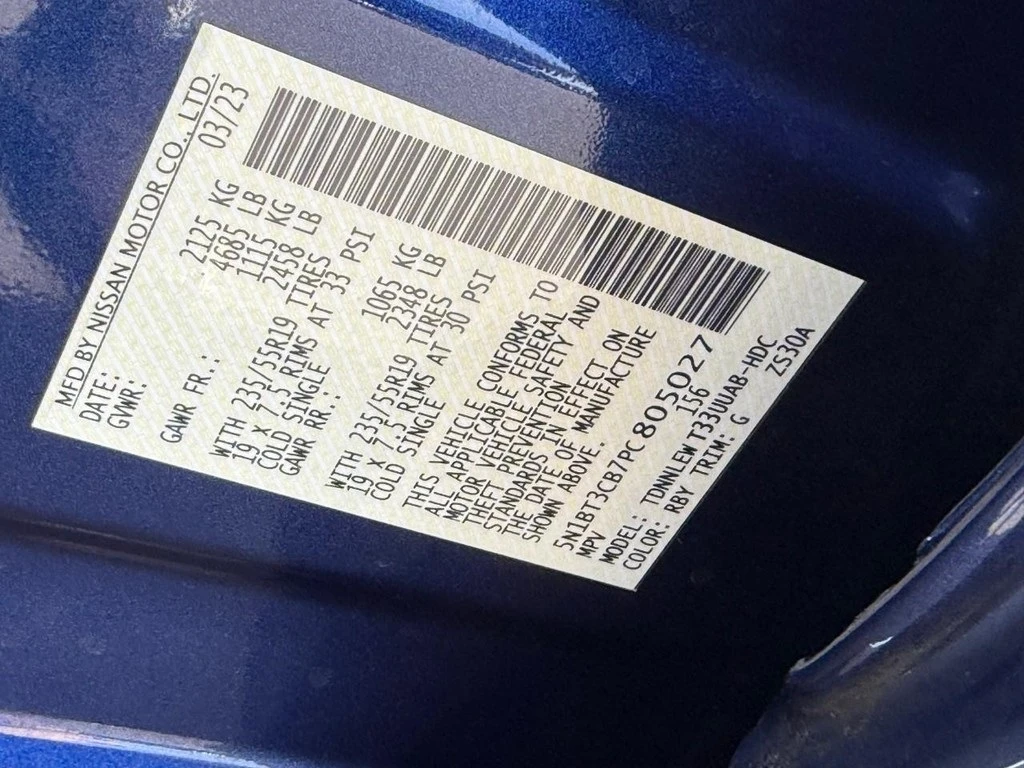 MFD BY NISSAN MOTOR CO., LTD.
DATE: 03/23
GVWR: 2125 KG
4685 LB
GAWR FR.: 1115 KG
2458 LB
WITH 235/55R19 TIRES
19 X 7.5 RIMS AT 33 PSI
COLD SINGLE
GAWR RR.: 1065 KG
2348 LB
WITH 235/55R19 TIRES
19 X 7.5 RIMS AT 30 PSI
COLD SINGLE
THIS VEHICLE CONFORMS TO
ALL APPLICABLE FEDERAL
MOTOR VEHICLE SAFETY AND
THEFT PREVENTION
STANDARDS IN EFFECT ON
THE DATE OF MANUFACTURE
SHOWN ABOVE.
5N1BT3CB7PC805027
MPV 156
MODEL: TDNNLEWT33UUAB-HDC
COLOR: RBY TRIM: G ZS30A